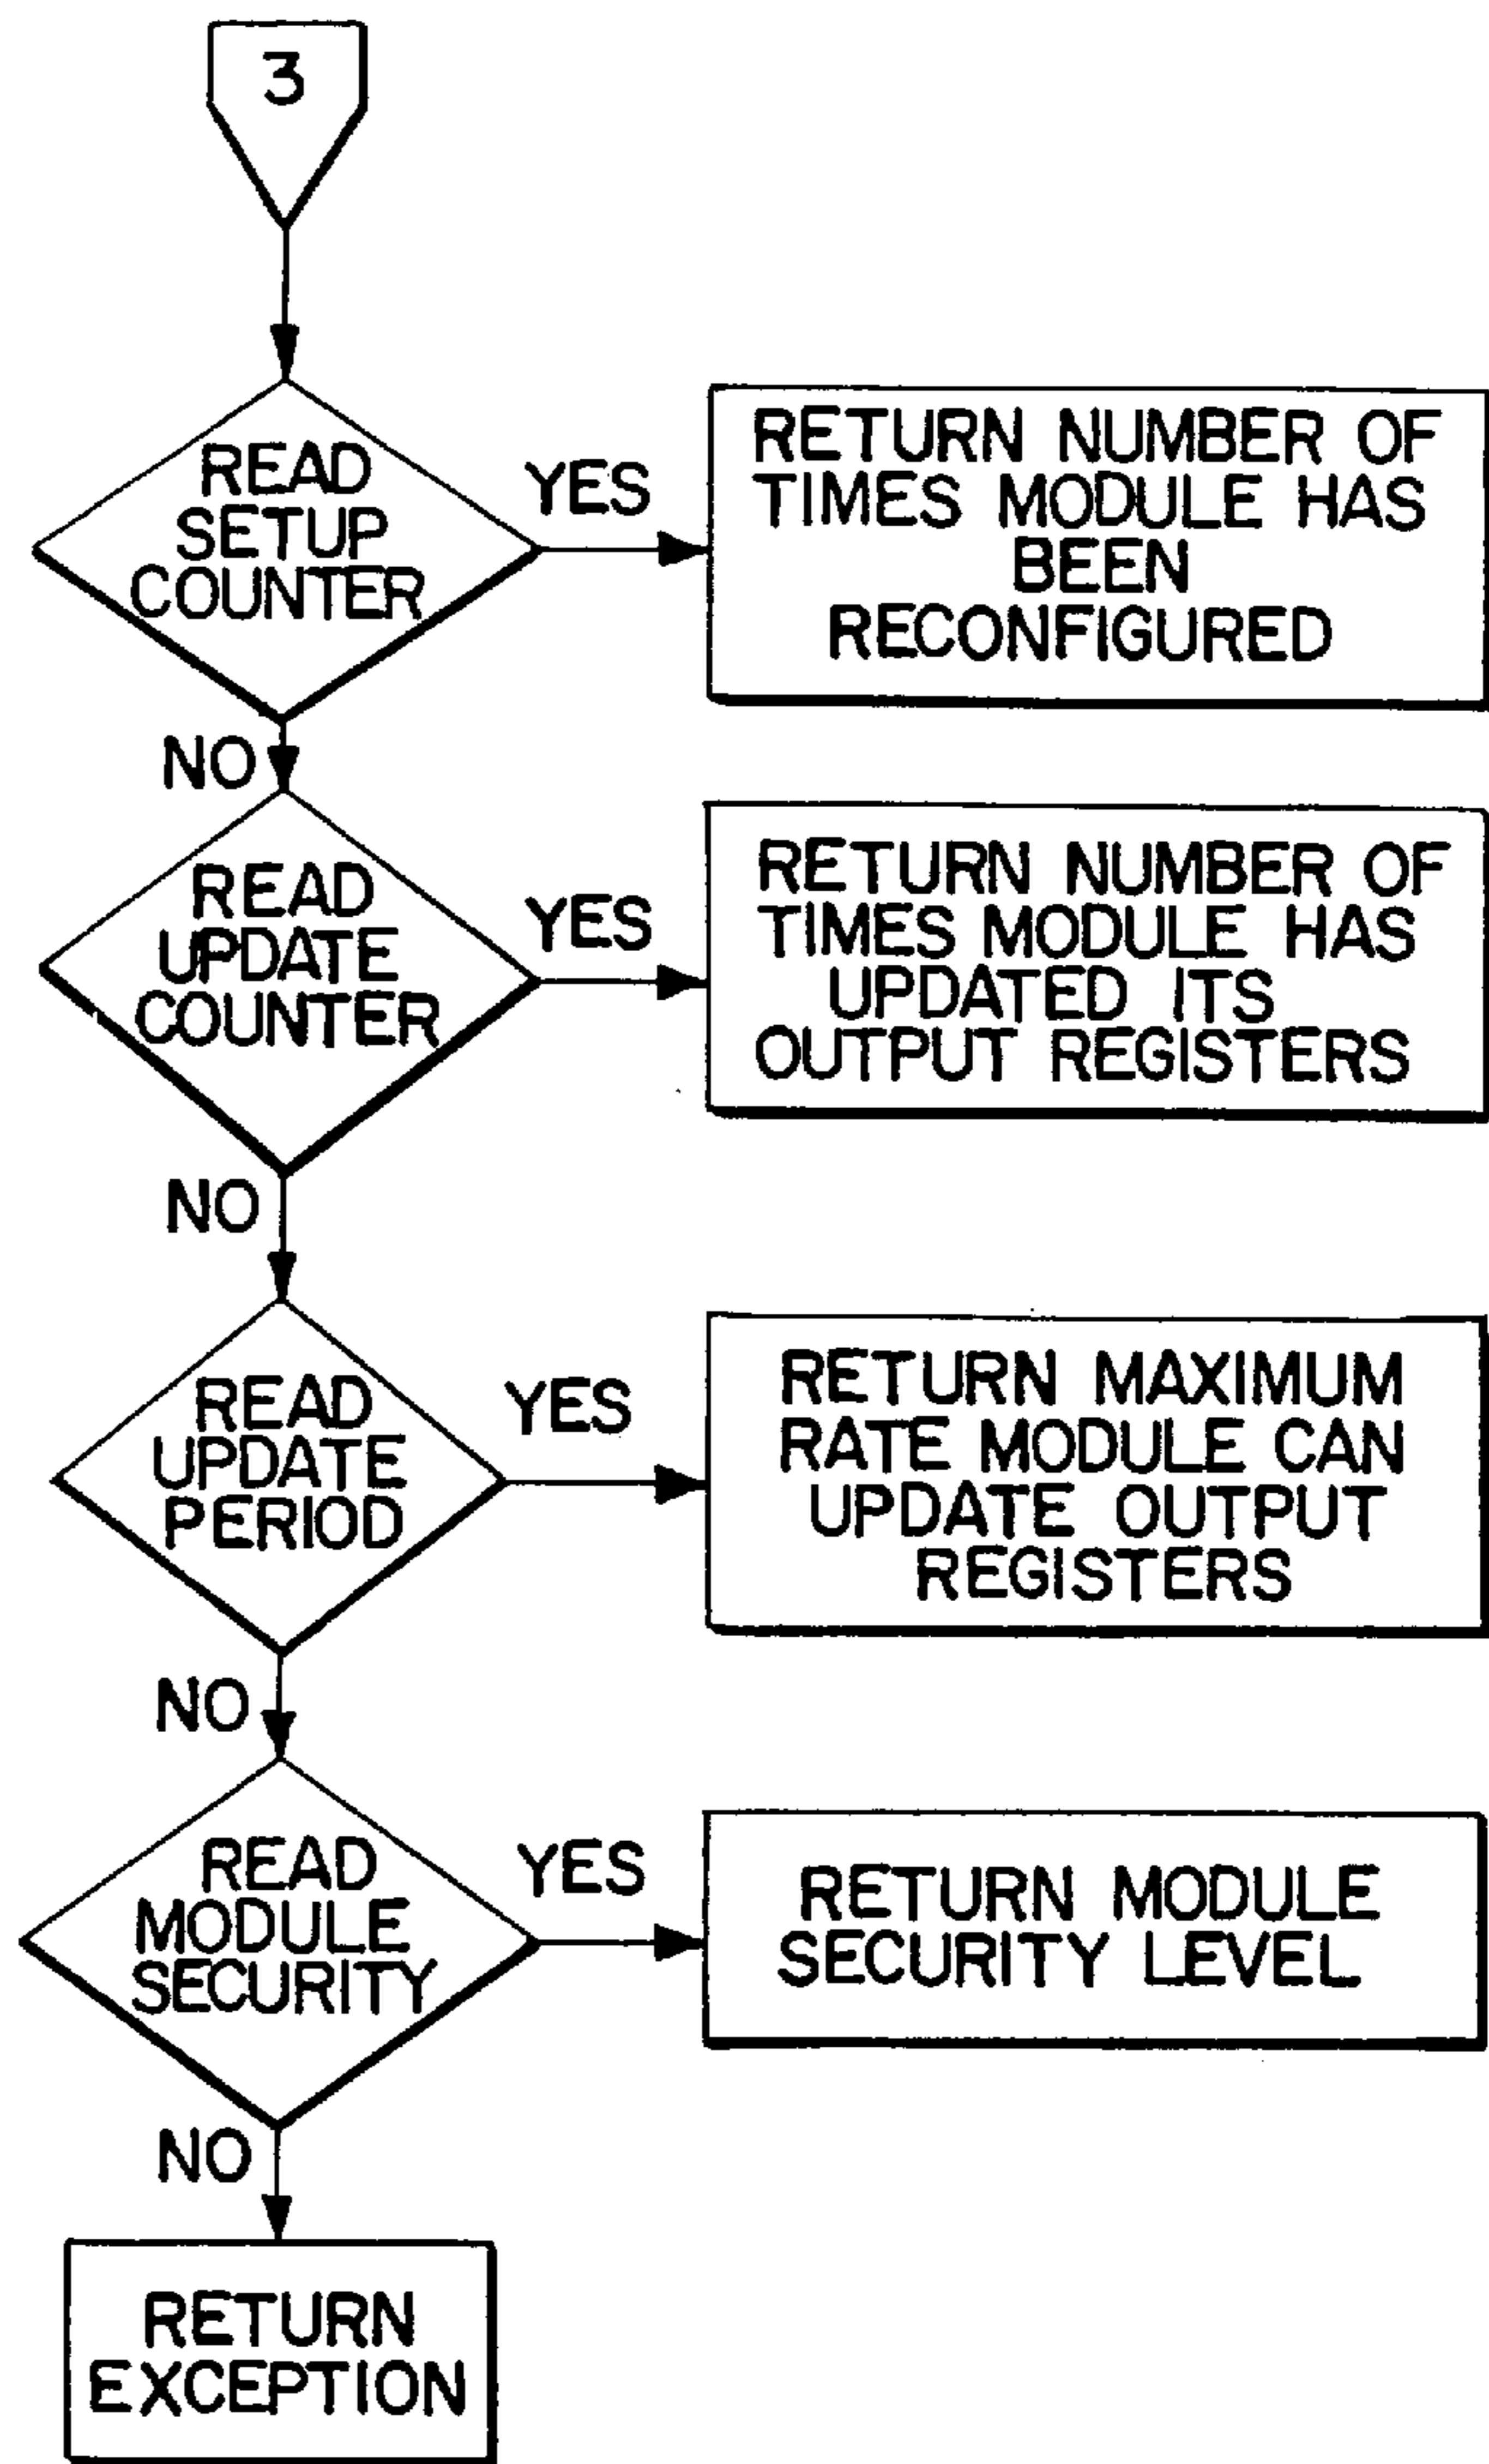 3
READ
SETUP
COUNTER
YES
RETURN NUMBER OF
TIMES MODULE HAS
BEEN
RECONFIGURED
NO
READ
UPDATE
COUNTER
YES
RETURN NUMBER OF
TIMES MODULE HAS
UPDATED ITS
OUTPUT REGISTERS
NO
READ
UPDATE
PERIOD
YES
RETURN MAXIMUM
RATE MODULE CAN
UPDATE OUTPUT
REGISTERS
NO
READ
MODULE
SECURITY
YES
RETURN MODULE
SECURITY LEVEL
NO
RETURN
EXCEPTION